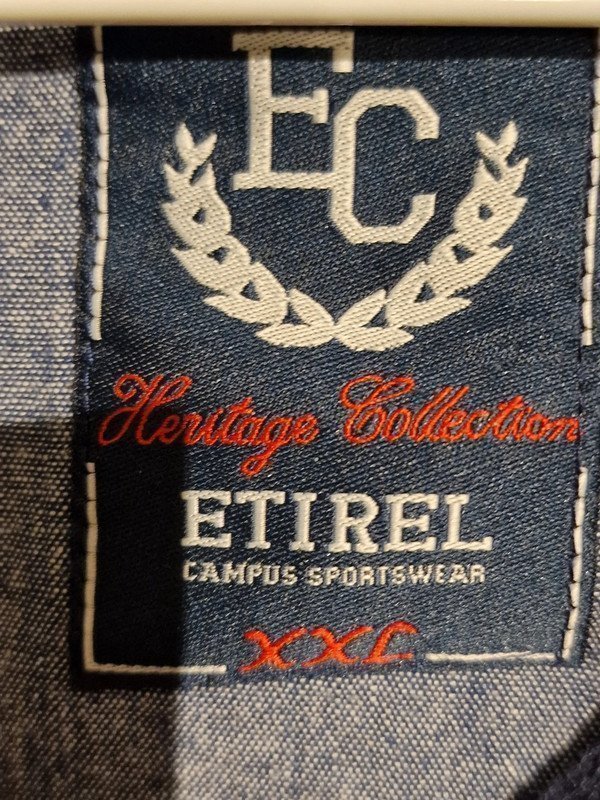 EC
Heritage Collection
ETIREL
CAMPUS SPORTSWEAR
XXL